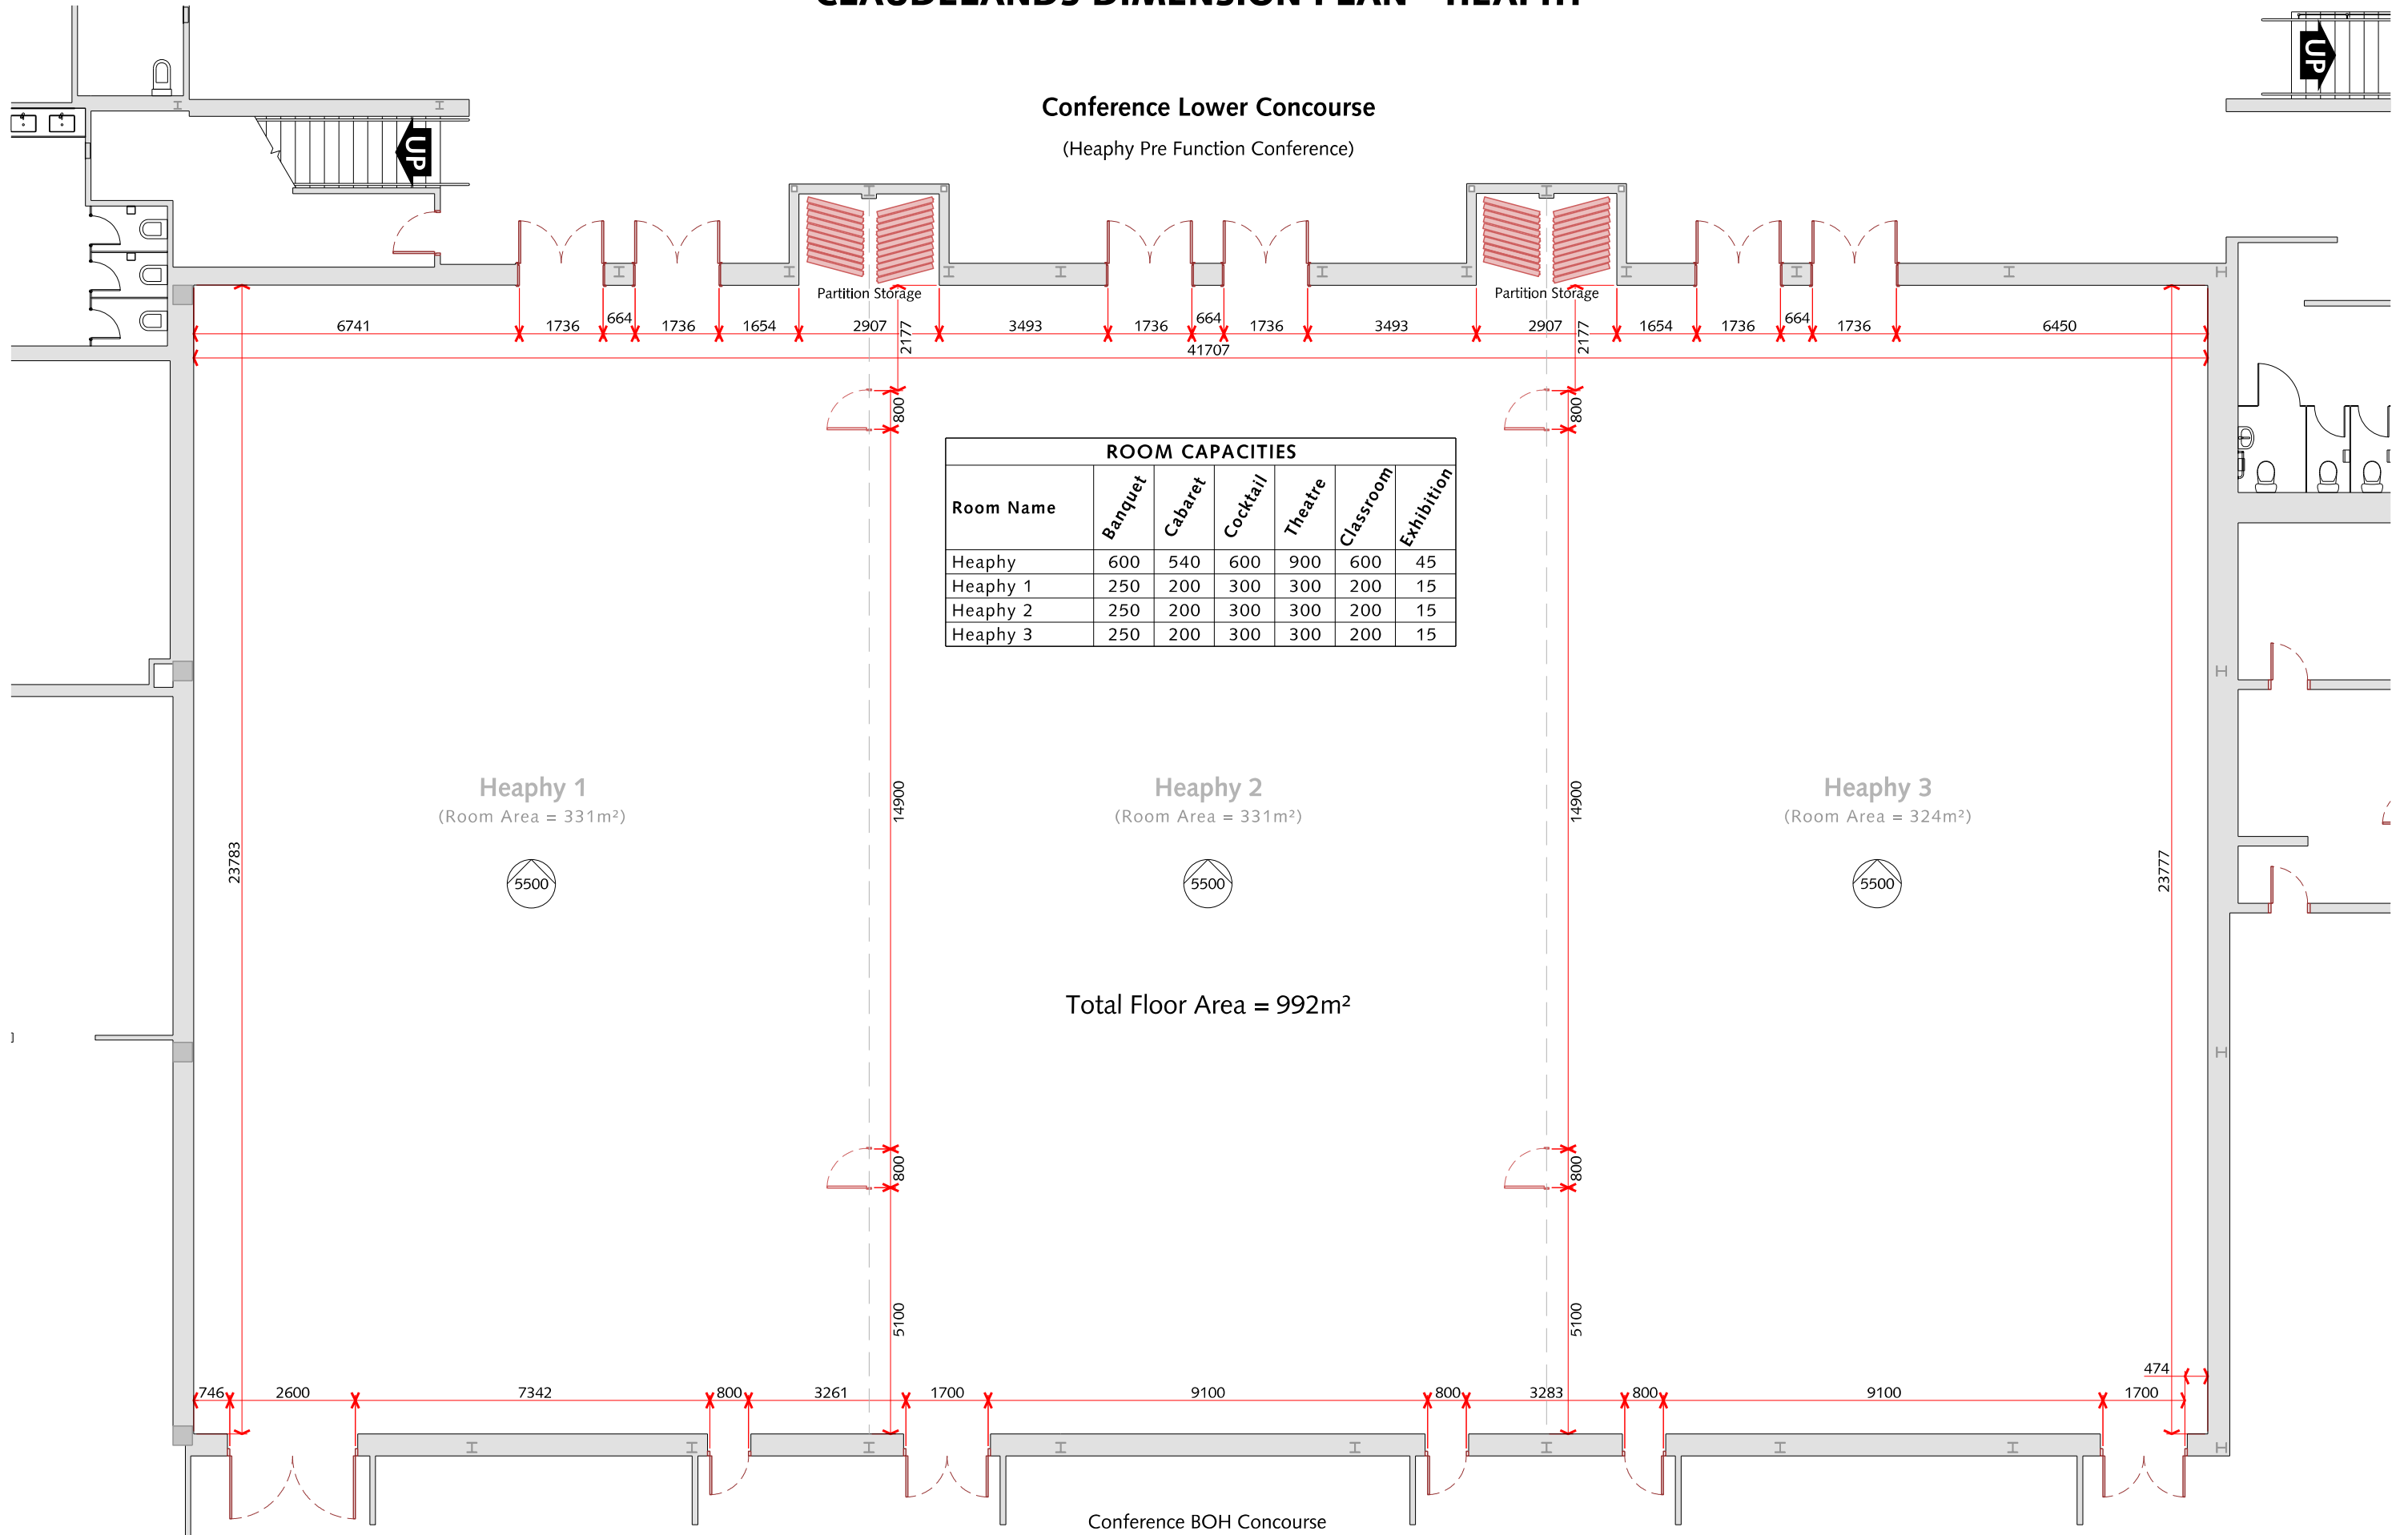 CLAUDELANDS DIMENSION PLAN - HEAPHY
UP
UP
Conference Lower Concourse
(Heaphy Pre Function Conference)
Partition Storage
Partition Storage
6741 1736 664 1736 1654 2907 2177 3493 1736 664 1736 3493 2907 2177 1654 1736 664 1736 6450
41707
800
800
ROOM CAPACITIES
Room Name Banquet Cabaret Cocktail Theatre Classroom Exhibition
Heaphy 600 540 600 900 600 45
Heaphy 1 250 200 300 300 200 15
Heaphy 2 250 200 300 300 200 15
Heaphy 3 250 200 300 300 200 15
Heaphy 1
(Room Area = 331m²)
5500
Heaphy 2
(Room Area = 331m²)
5500
Heaphy 3
(Room Area = 324m²)
5500
14900
14900
23783
23777
Total Floor Area = 992m²
800
800
5100
5100
474
746 2600 7342 800 3261 1700 9100 800 3283 800 9100 1700
Conference BOH Concourse